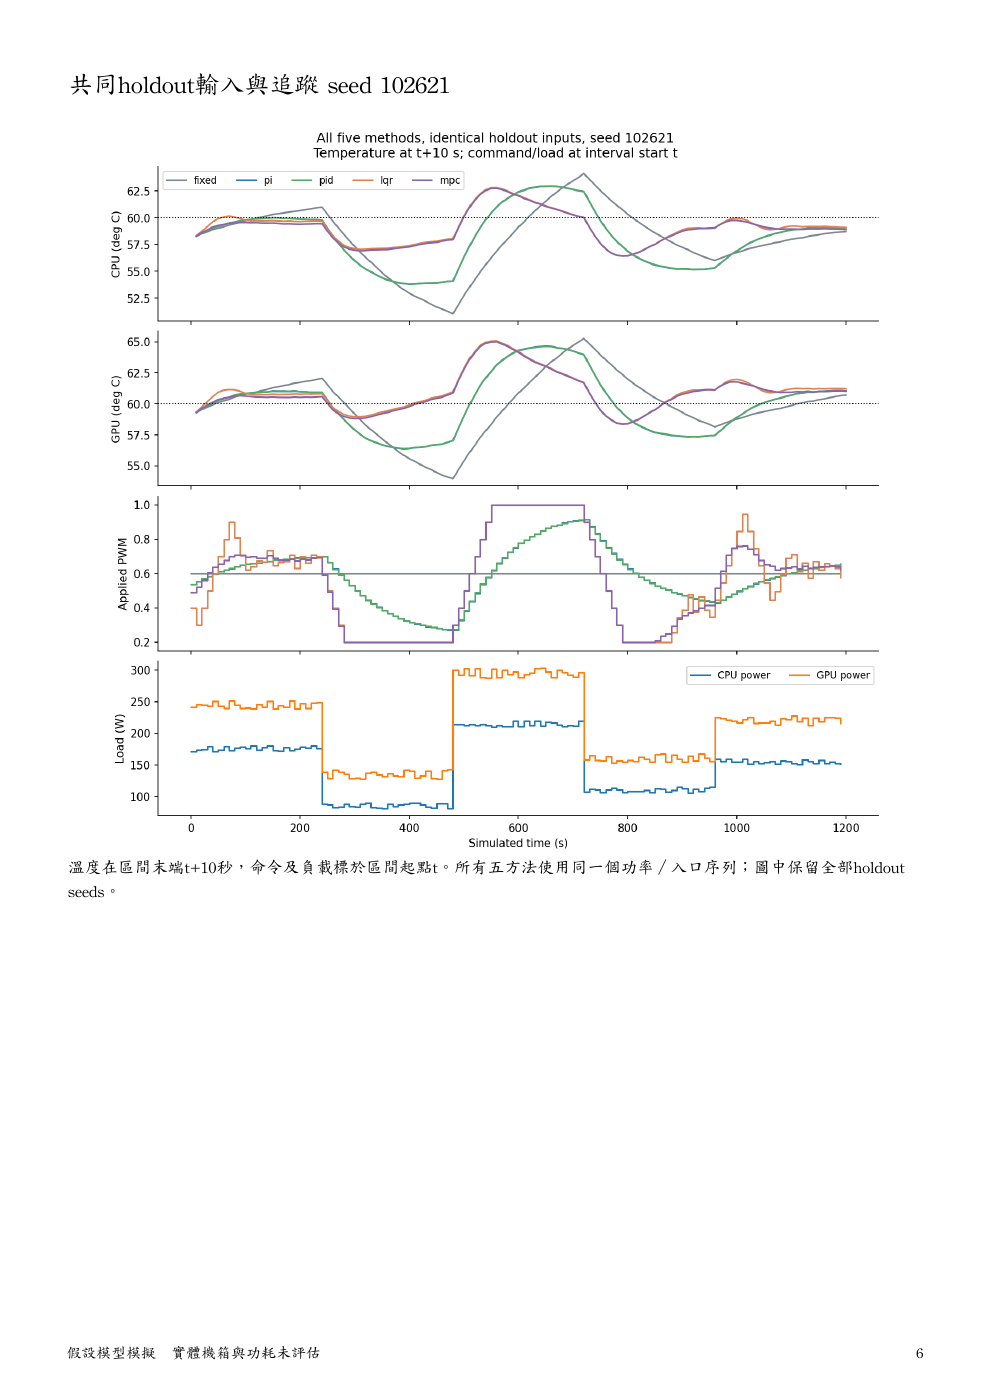 共同holdout輸入與追蹤 seed 102621
All five methods, identical holdout inputs, seed 102621
Temperature at t+10 s; command/load at interval start t
fixed pi pid lqr mpc
CPU (deg C)
62.5
60.0
57.5
55.0
52.5
GPU (deg C)
65.0
62.5
60.0
57.5
55.0
Applied PWM
1.0
0.8
0.6
0.4
0.2
CPU power GPU power
Load (W)
300
250
200
150
100
0 200 400 600 800 1000 1200
Simulated time (s)
溫度在區間末端t+10秒，命令及負載標於區間起點t。所有五方法使用同一個功率／入口序列；圖中保留全部holdout
seeds。
假設模型模擬　實體機箱與功耗未評估
6